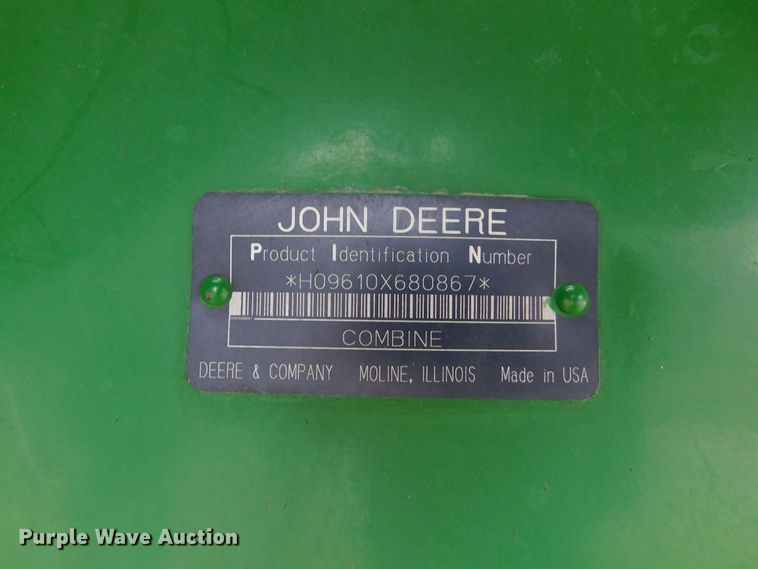 JOHN DEERE
Product Identification Number
*H09610X680867*
COMBINE
DEERE & COMPANY MOLINE, ILLINOIS Made in USA
Purple Wave Auction